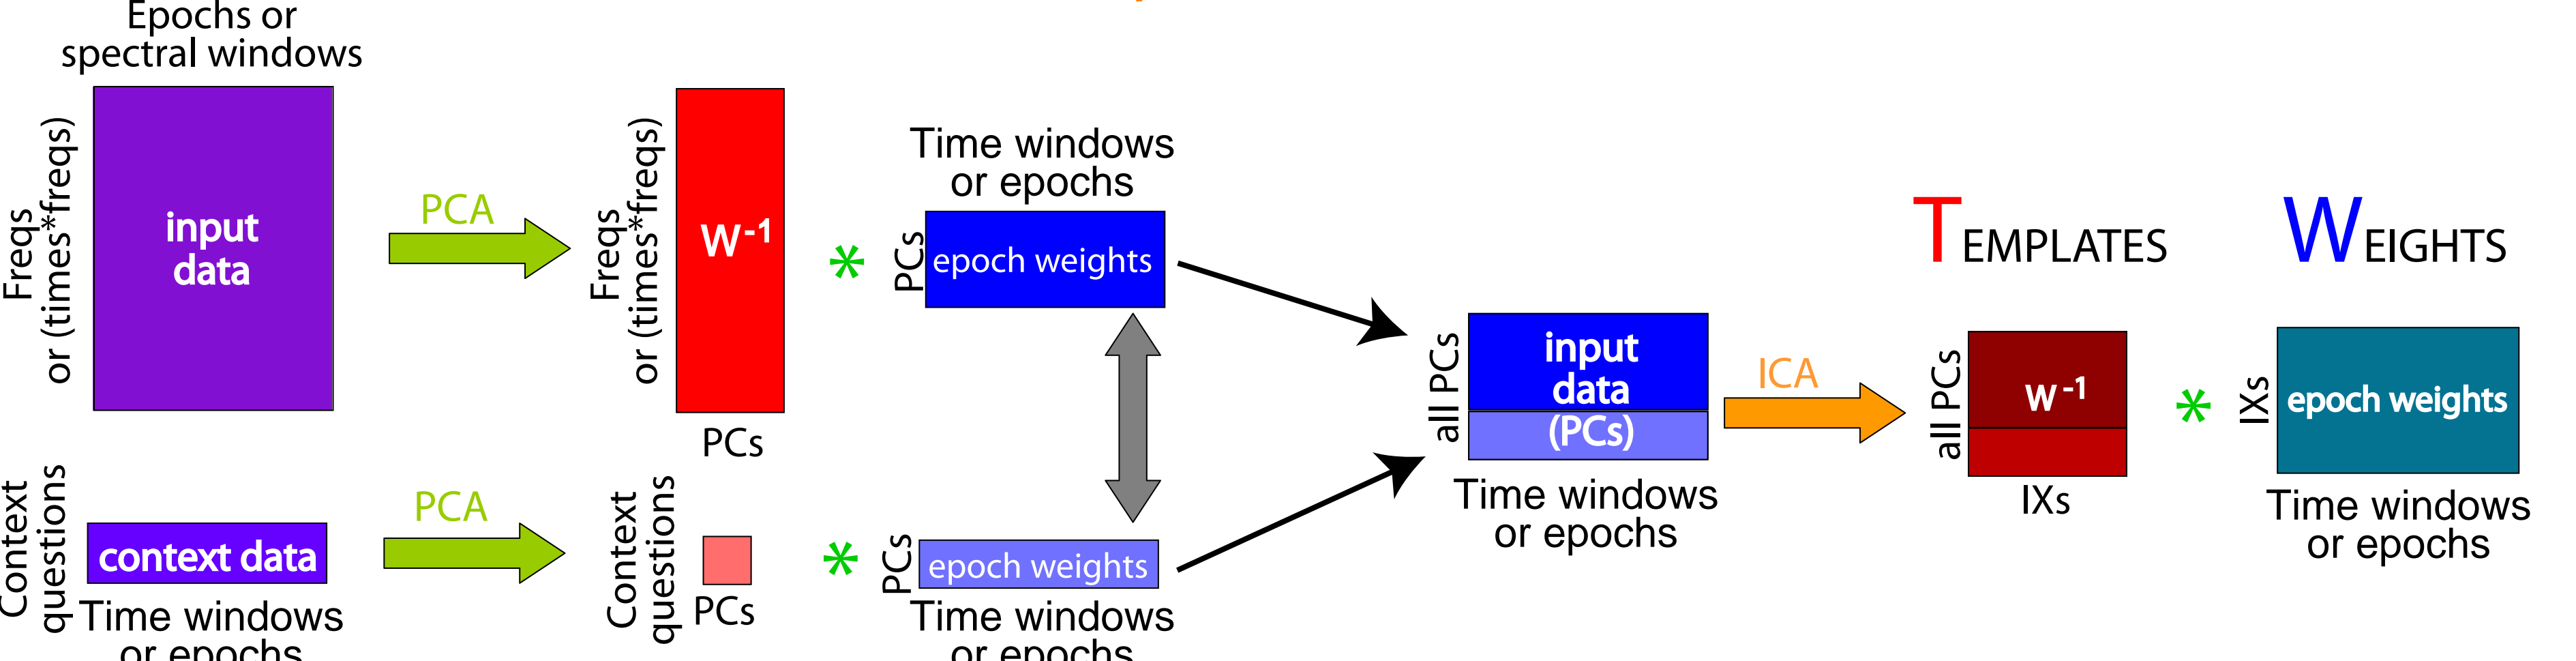 Epochs or
spectral windows
Freqs
or (times*freqs)
input
data
PCA
Freqs
or (times*freqs)
W-1
PCs
*
Time windows
or epochs
PCs
epoch weights
Context
questions
context data
Time windows
or epochs
PCA
Context
questions
PCs
*
PCs
epoch weights
Time windows
or epochs
all PCs
input
data
(PCs)
Time windows
or epochs
ICA
TEMPLATES
all PCs
W-1
IXs
*
WEIGHTS
IXs
epoch weights
Time windows
or epochs